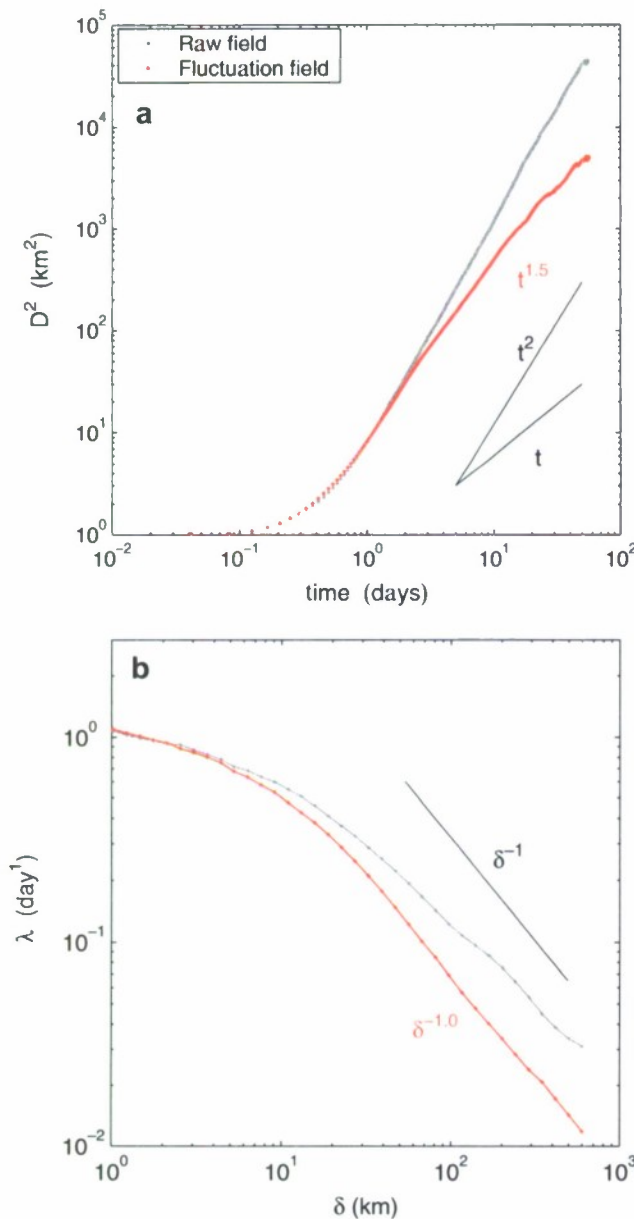 Raw field
Fluctuation field
a
10^5
10^4
10^3
10^2
10^1
10^0
D^2 (km^2)
t^1.5
t^2
t
10^-2
10^-1
10^0
10^1
10^2
time (days)
b
10^0
10^-1
10^-2
λ (day^1)
δ^-1
δ^-1.0
10^0
10^1
10^2
10^3
δ (km)